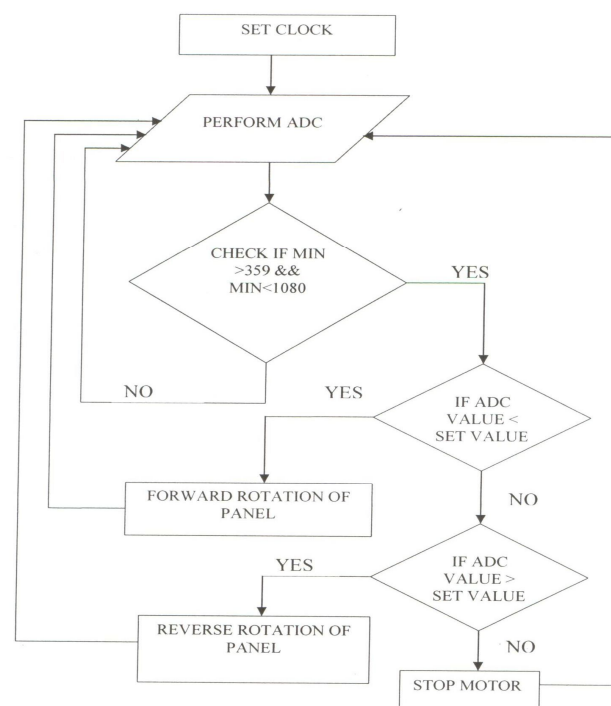 SET CLOCK
PERFORM ADC
CHECK IF MIN
>359 &&
MIN<1080
YES
NO
YES
IF ADC
VALUE <
SET VALUE
FORWARD ROTATION OF
PANEL
NO
YES
IF ADC
VALUE >
SET VALUE
REVERSE ROTATION OF
PANEL
NO
STOP MOTOR